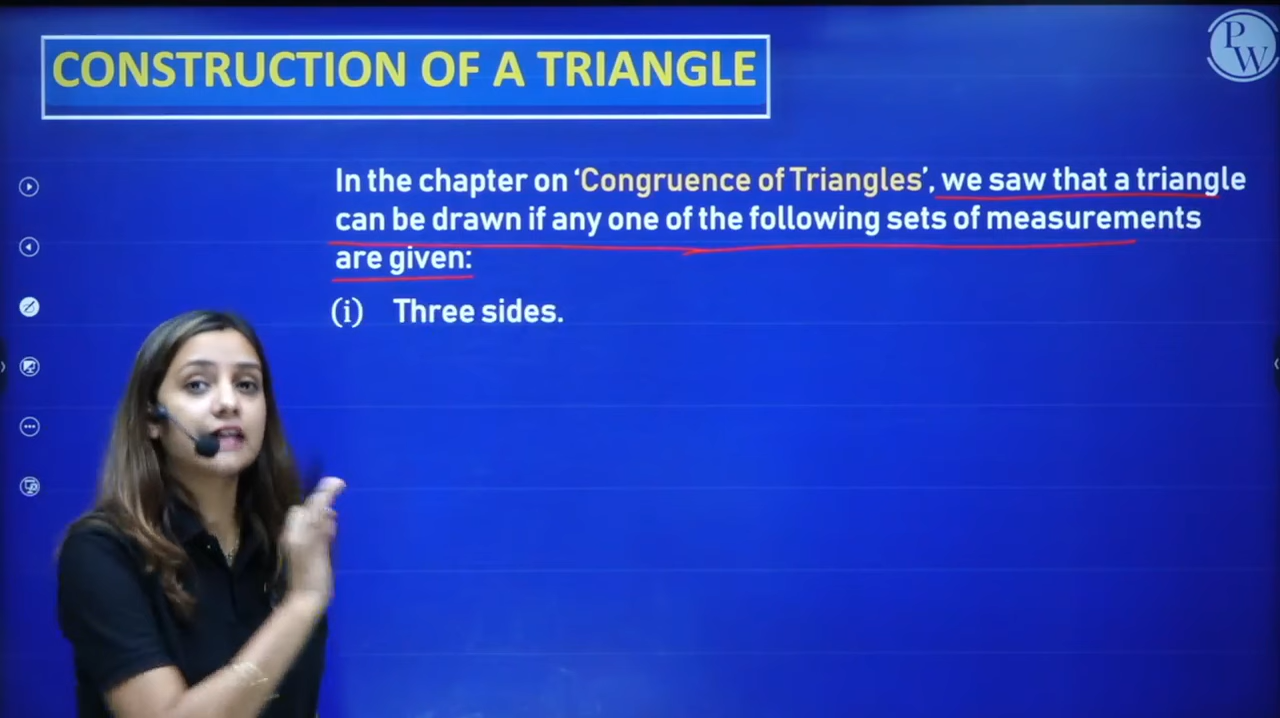 CONSTRUCTION OF A TRIANGLE
PW
In the chapter on ‘Congruence of Triangles’, we saw that a triangle
can be drawn if any one of the following sets of measurements
are given:
(i) Three sides.